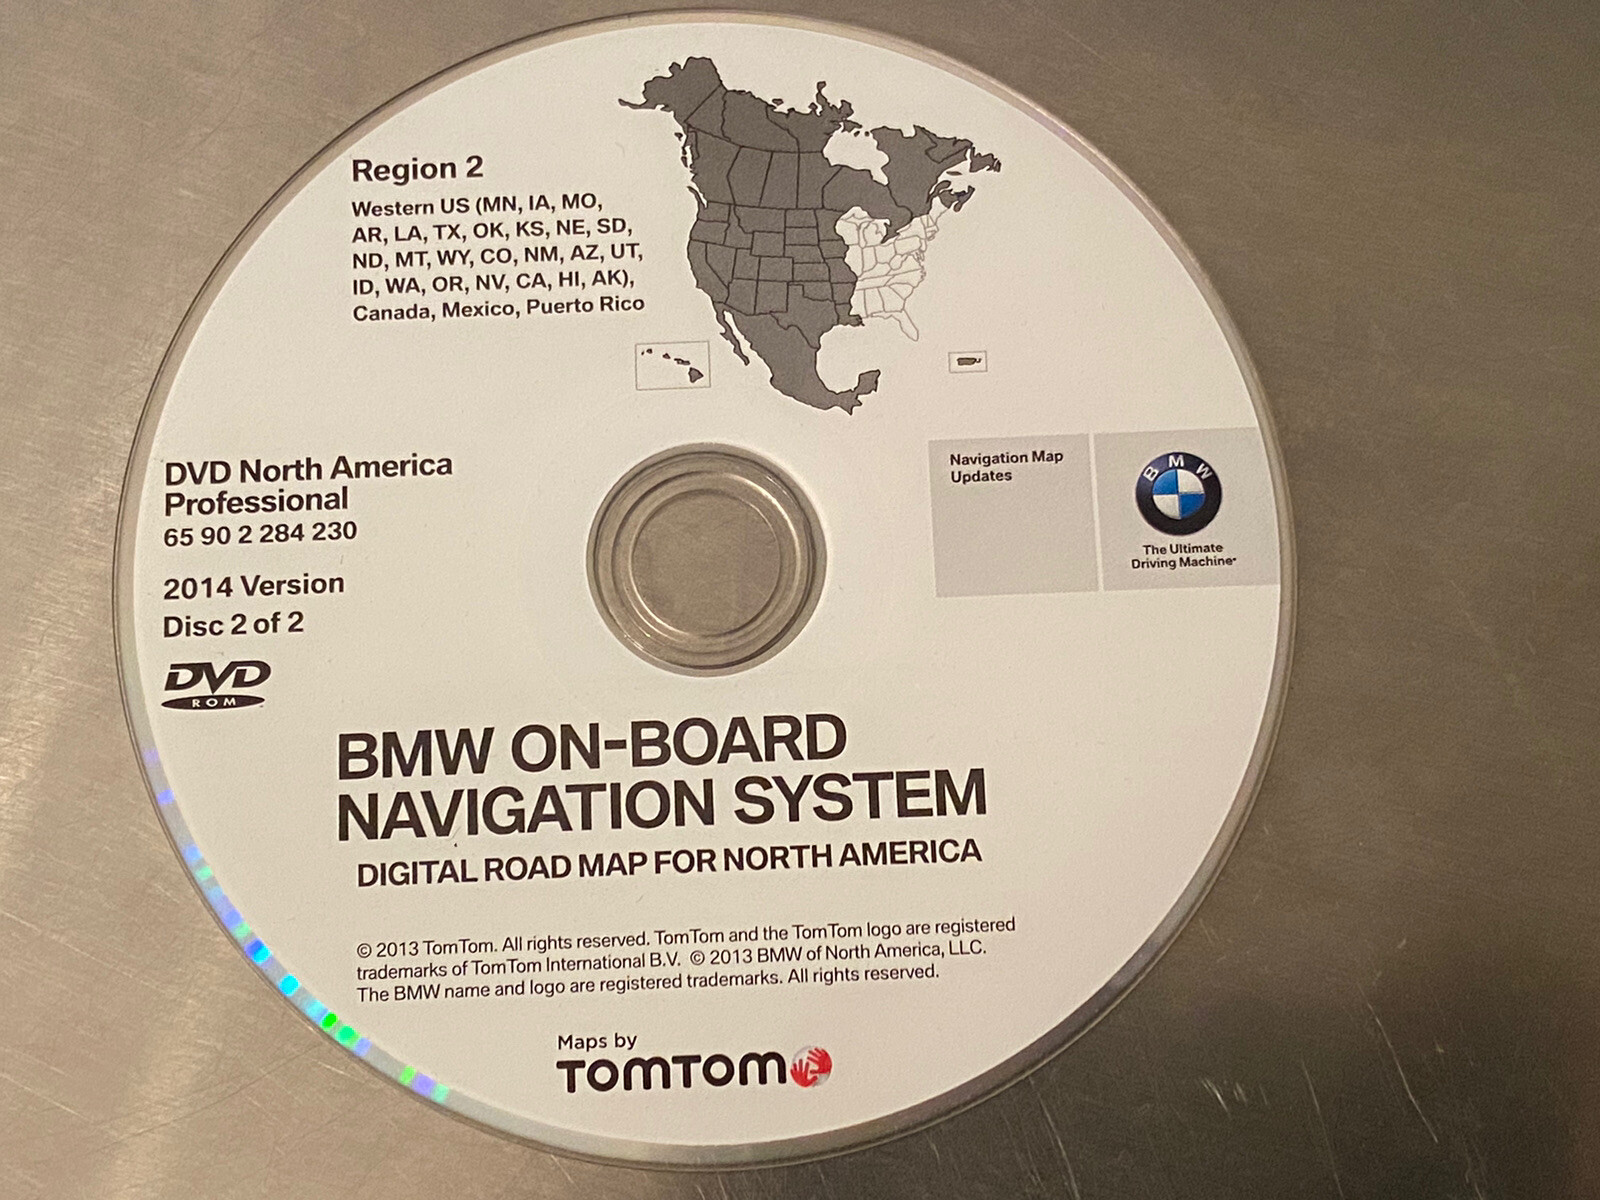 Region 2
Western US (MN, IA, MO,
AR, LA, TX, OK, KS, NE, SD,
ND, MT, WY, CO, NM, AZ, UT,
ID, WA, OR, NV, CA, HI, AK),
Canada, Mexico, Puerto Rico
DVD North America
Professional
65 90 2 284 230
2014 Version
Disc 2 of 2
DVD
ROM
Navigation Map
Updates
BMW
The Ultimate
Driving Machine®
BMW ON-BOARD
NAVIGATION SYSTEM
DIGITAL ROAD MAP FOR NORTH AMERICA
© 2013 TomTom. All rights reserved. TomTom and the TomTom logo are registered
trademarks of TomTom International B.V. © 2013 BMW of North America, LLC.
The BMW name and logo are registered trademarks. All rights reserved.
Maps by
TOMTOM